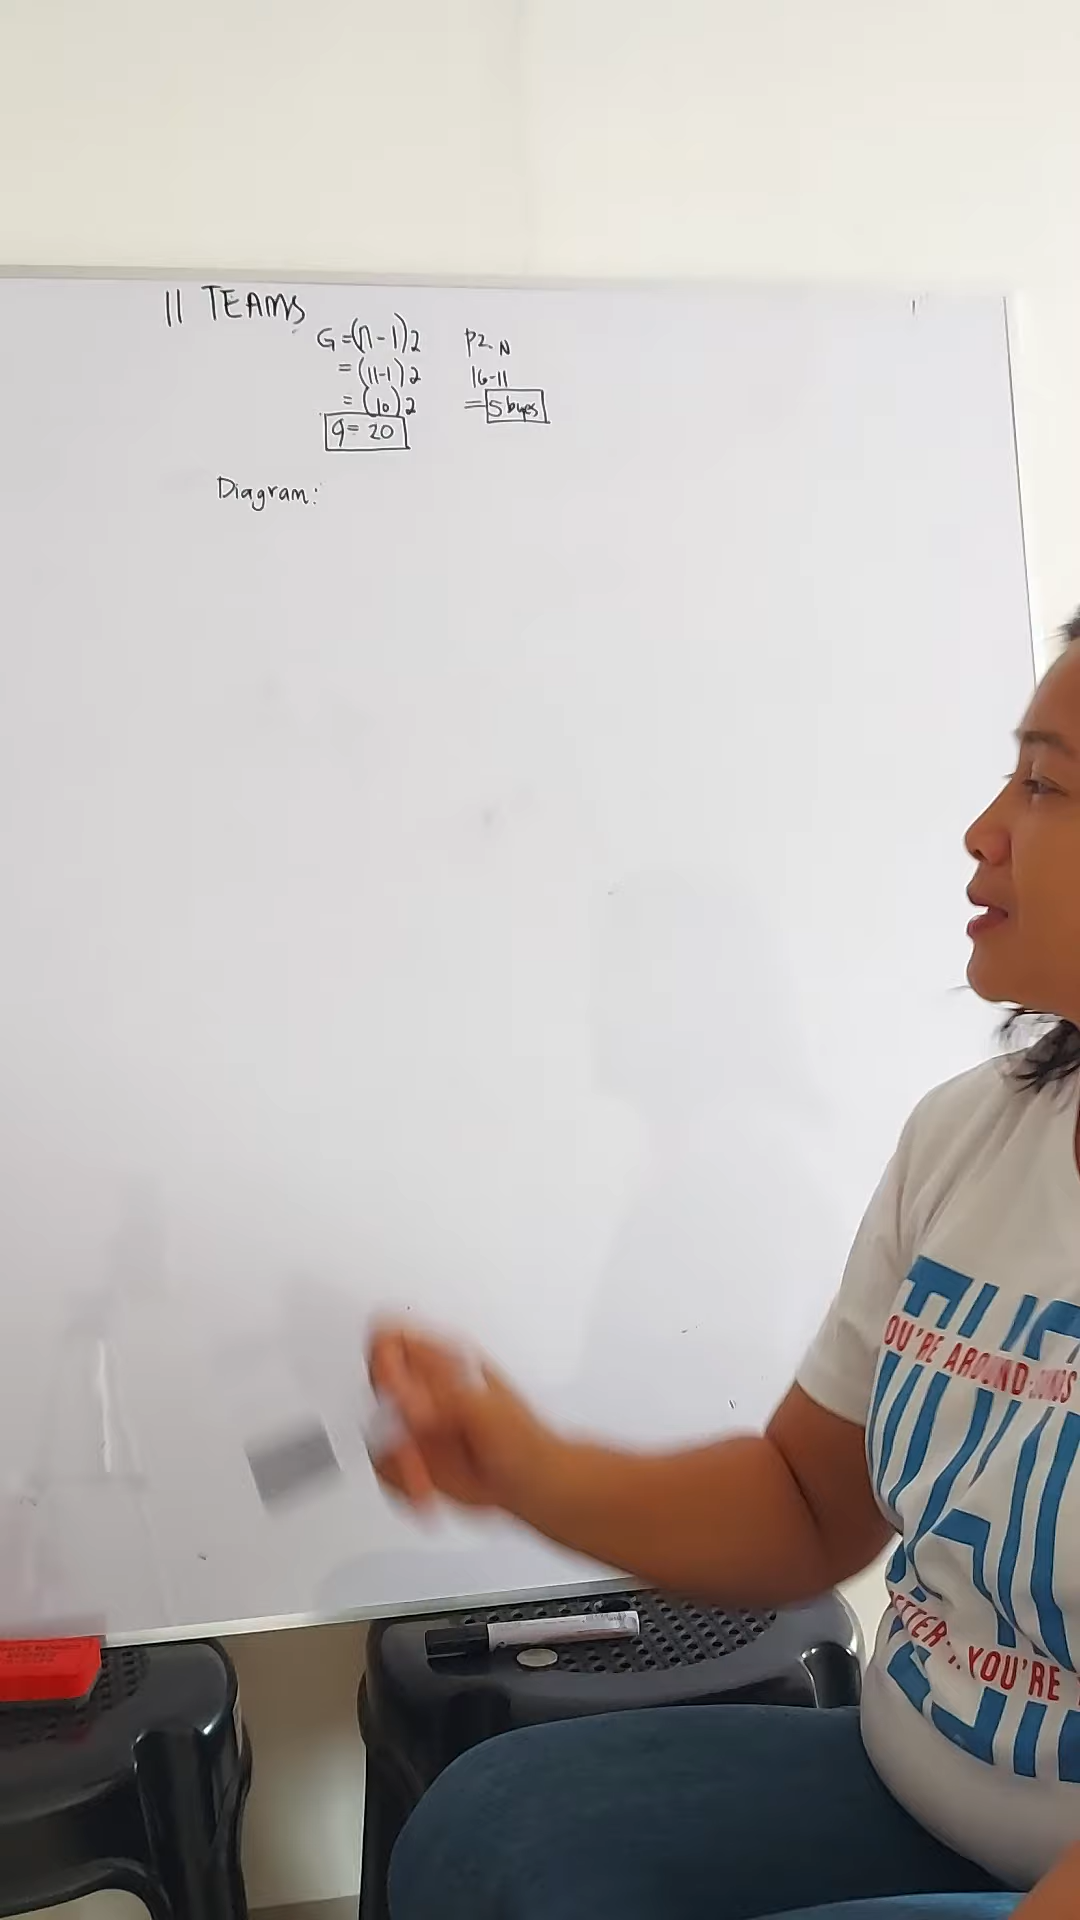 11 TEAMS
G=(n-1)2
=(11-1)2
=(10)2
g= 20
P2-N
16-11
=5 byes
Diagram:
YOU'RE AROUND
YOU'RE